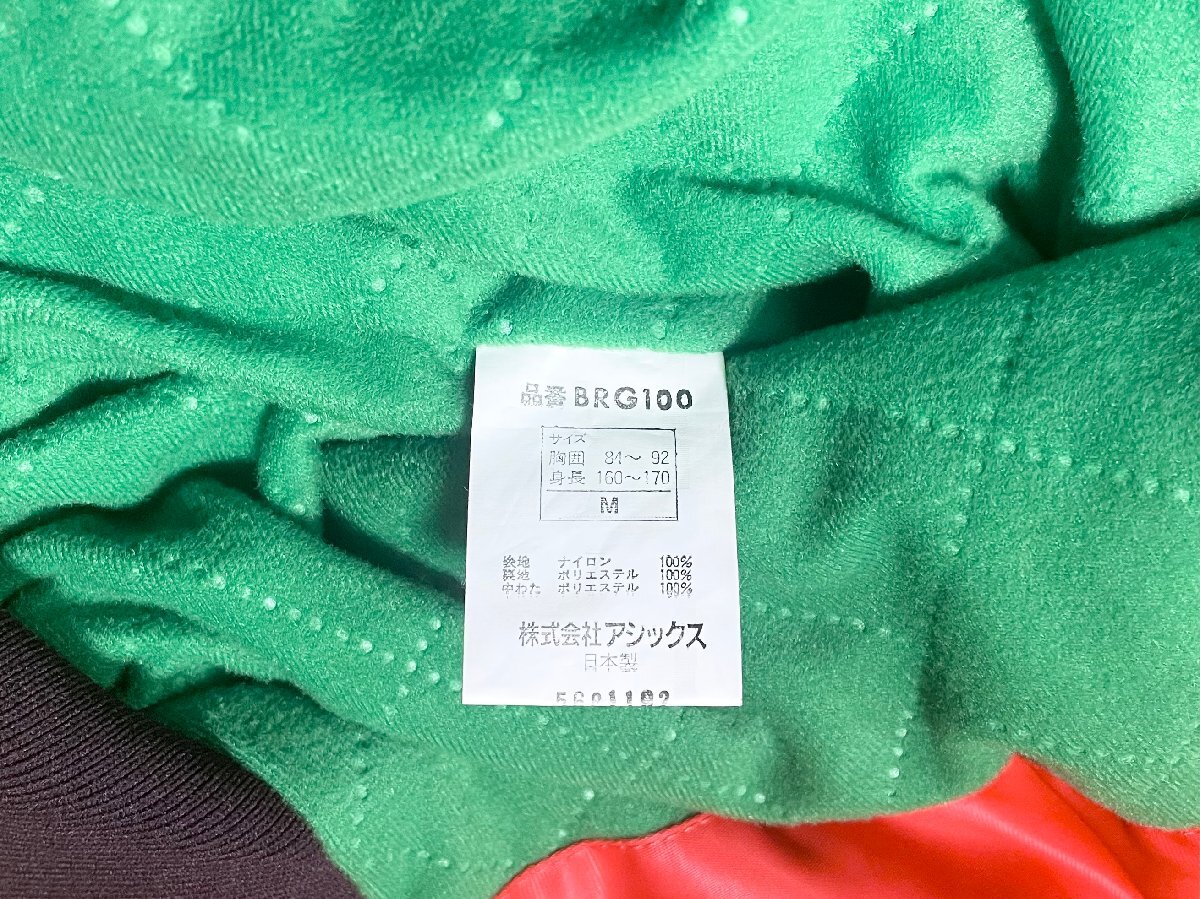 品番 BRG100
サイズ
胸囲 84～92
身長 160～170
M
表地 ナイロン 100%
裏地 ポリエステル 100%
中わた ポリエステル 100%
株式会社アシックス
日本製